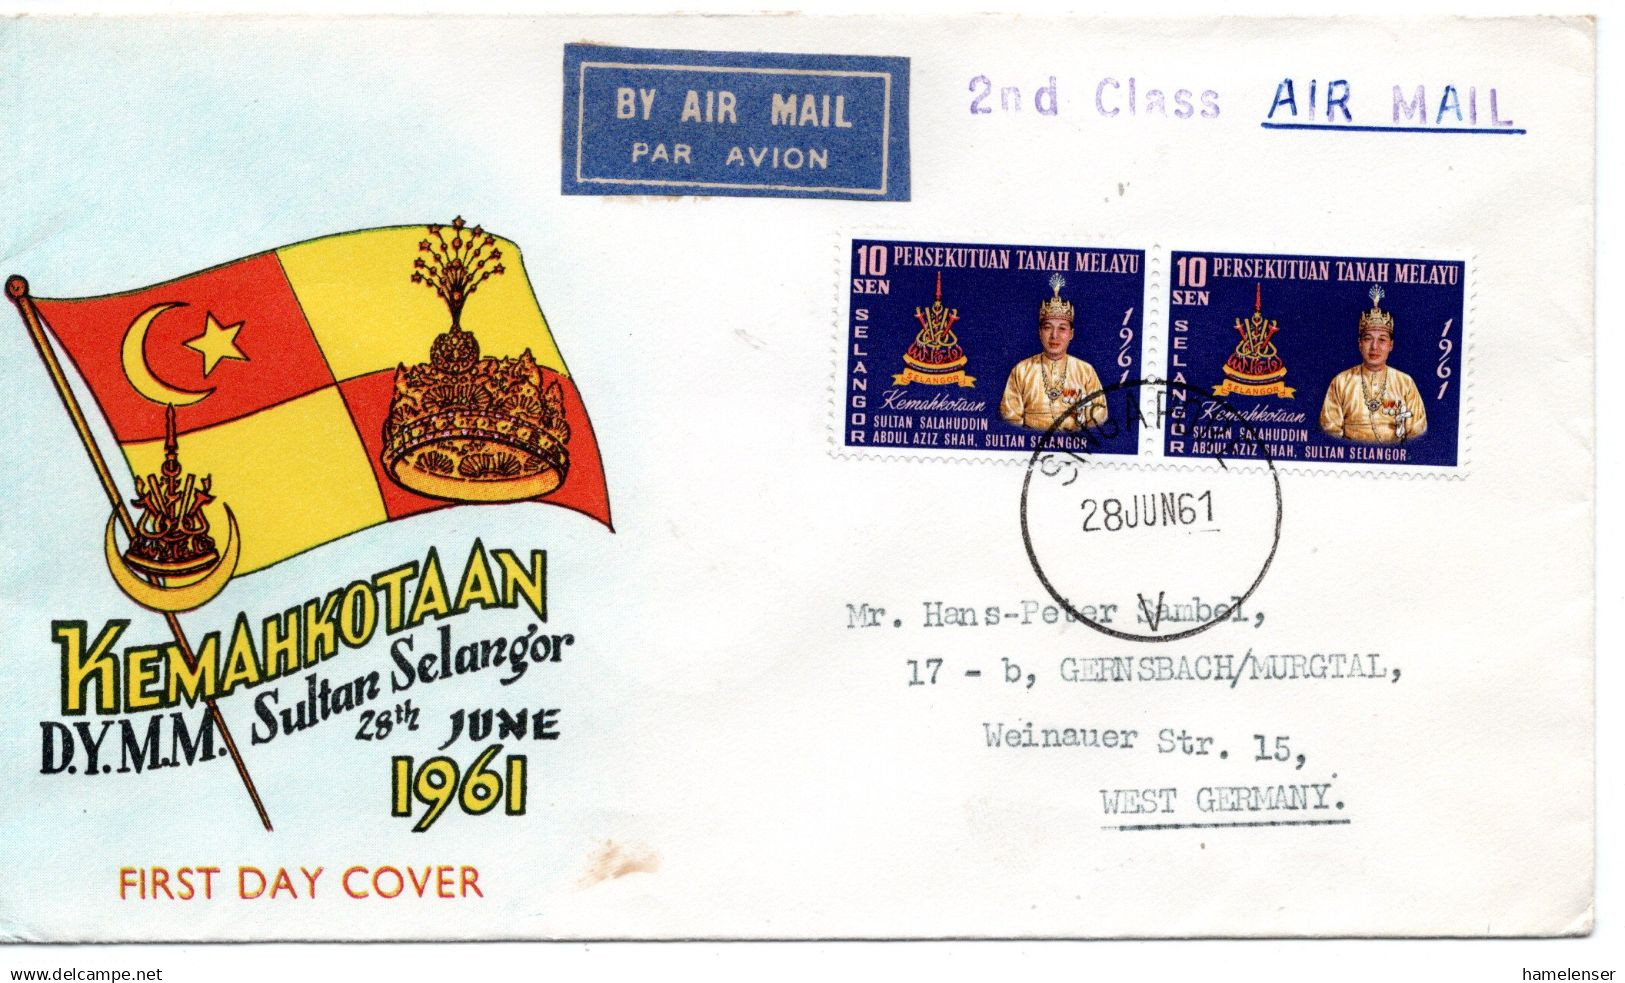 BY AIR MAIL
PAR AVION
2nd Class AIR MAIL
10 SEN
PERSEKUTUAN TANAH MELAYU
SELANGOR
1961
SELANGOR
Kemahkotaan
SULTAN SALAHUDDIN
ABDUL AZIZ SHAH, SULTAN SELANGOR
10 SEN
PERSEKUTUAN TANAH MELAYU
SELANGOR
1961
SELANGOR
Kemahkotaan
SULTAN SALAHUDDIN
ABDUL AZIZ SHAH, SULTAN SELANGOR
28JUN61
V
Mr. Hans-Peter Sambel,
17 - b, GERNSBACH/MURGTAL,
Weinauer Str. 15,
WEST GERMANY.
KEMAHKOTAAN
D.Y.M.M. Sultan Selangor
28th JUNE
1961
FIRST DAY COVER
delcampe.net
hamelenser